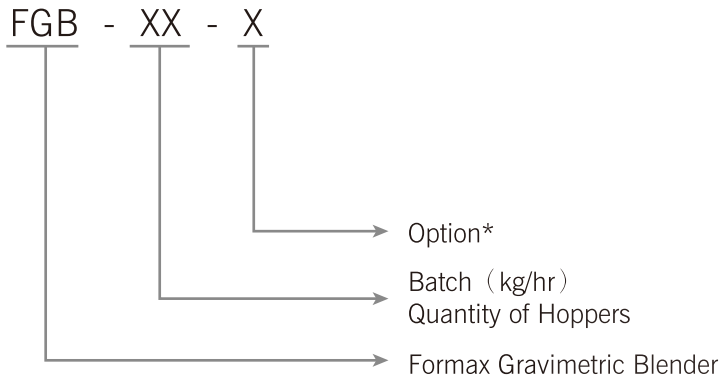 FGB - XX - X
Option*
Batch（kg/hr）
Quantity of Hoppers
Formax Gravimetric Blender